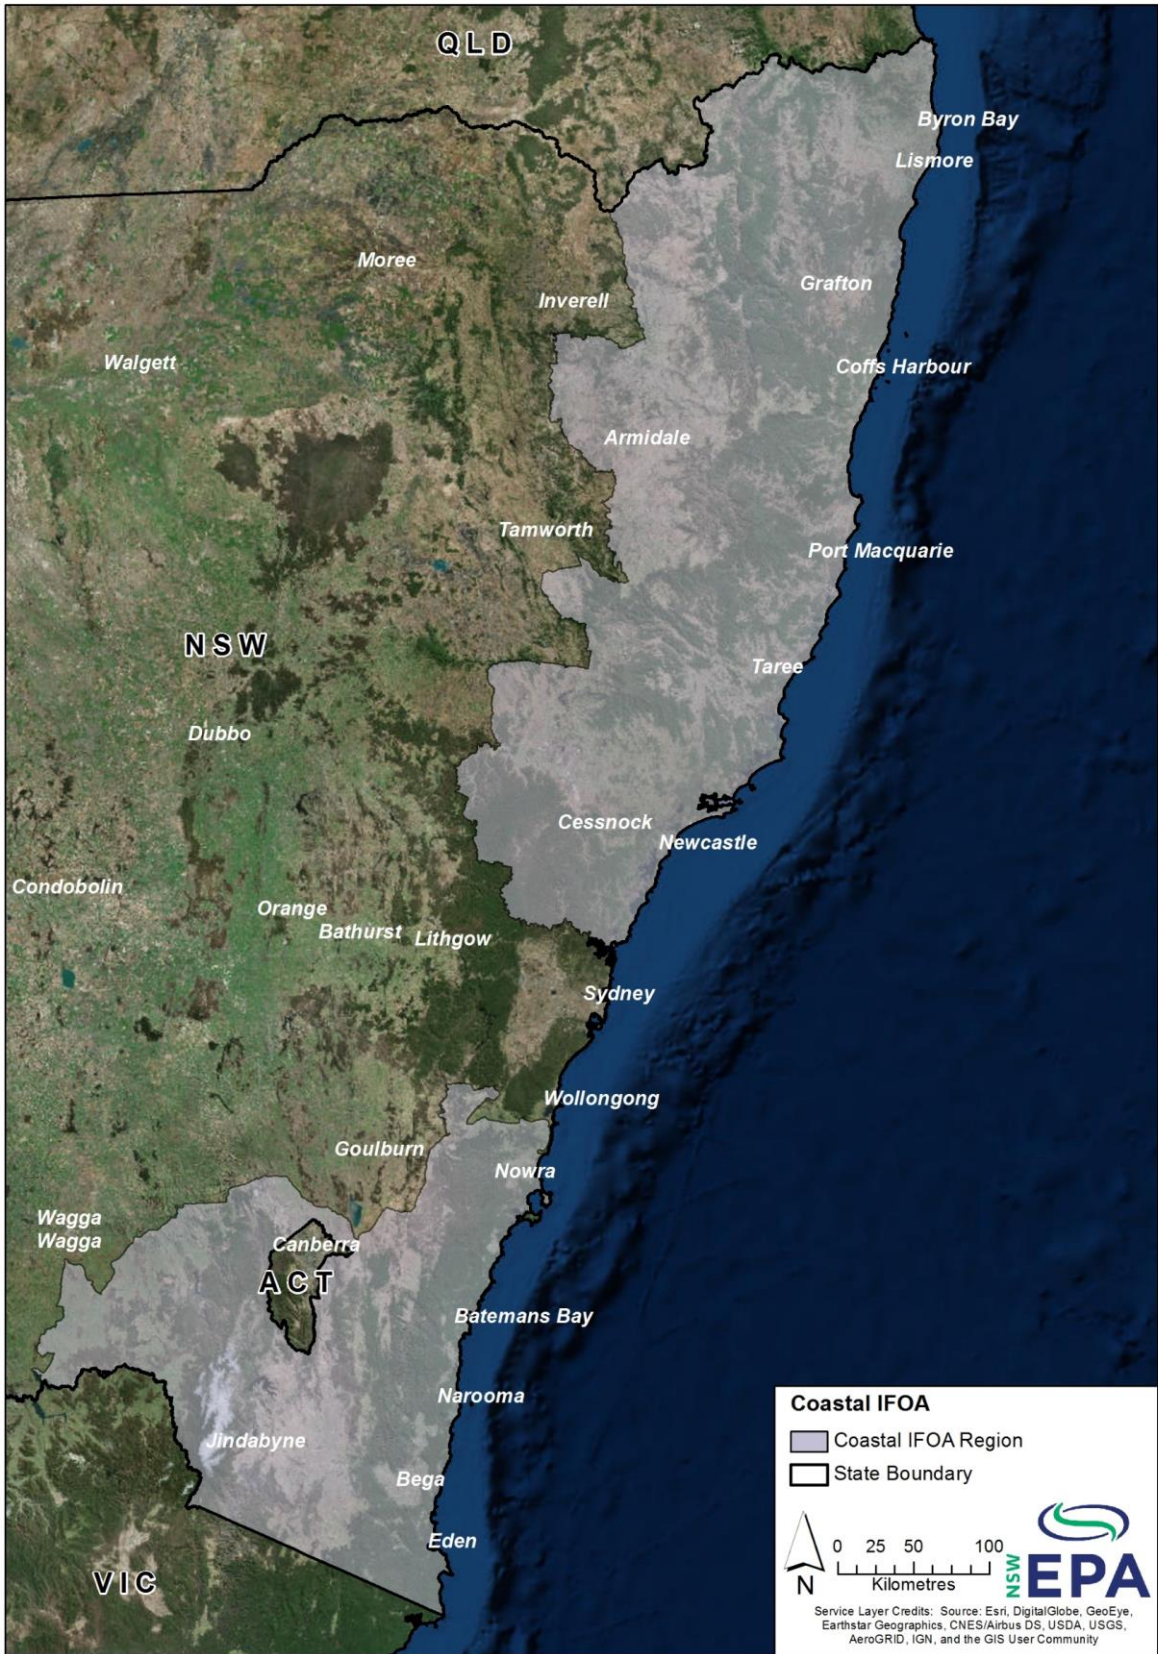 QLD
Byron Bay
Lismore
Moree
Grafton
Inverell
Walgett
Coffs Harbour
Armidale
Tamworth
Port Macquarie
NSW
Taree
Dubbo
Cessnock
Newcastle
Condobolin
Orange
Bathurst
Lithgow
Sydney
Wollongong
Goulburn
Nowra
Wagga
Wagga
Canberra
ACT
Batemans Bay
Narooma
Jindabyne
Bega
Eden
VIC
Coastal IFOA
Coastal IFOA Region
State Boundary
N
0 25 50 100
Kilometres
NSW EPA
Service Layer Credits: Source: Esri, DigitalGlobe, GeoEye,
Earthstar Geographics, CNES/Airbus DS, USDA, USGS,
AeroGRID, IGN, and the GIS User Community